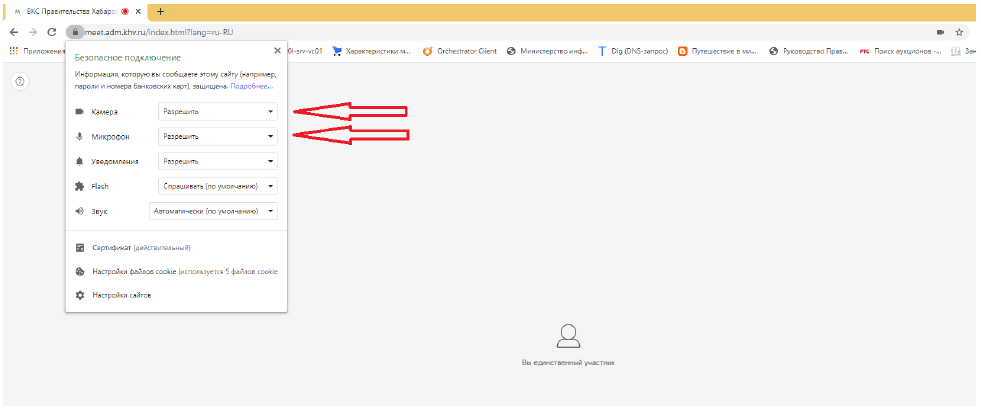 ВКС Правительства Хабаро
meet.adm.khv.ru/index.html?lang=ru-RU
Приложения
0l-srv-vc01
Характеристики м...
Orchestrator Client
Министерство инф...
Dig (DNS-запрос)
Путешествие в ми...
Руководство Прав...
РТС Поиск аукционов -...
Зак
Безопасное подключение
Информация, которую вы сообщаете этому сайту (например,
пароли и номера банковских карт), защищена. Подробнее...
Камера Разрешить
Микрофон Разрешить
Уведомления Разрешить
Flash Спрашивать (по умолчанию)
Звук Автоматически (по умолчанию)
Сертификат (действительный)
Настройки файлов cookie (используется 5 файлов cookie
Настройки сайтов
Вы единственный участник